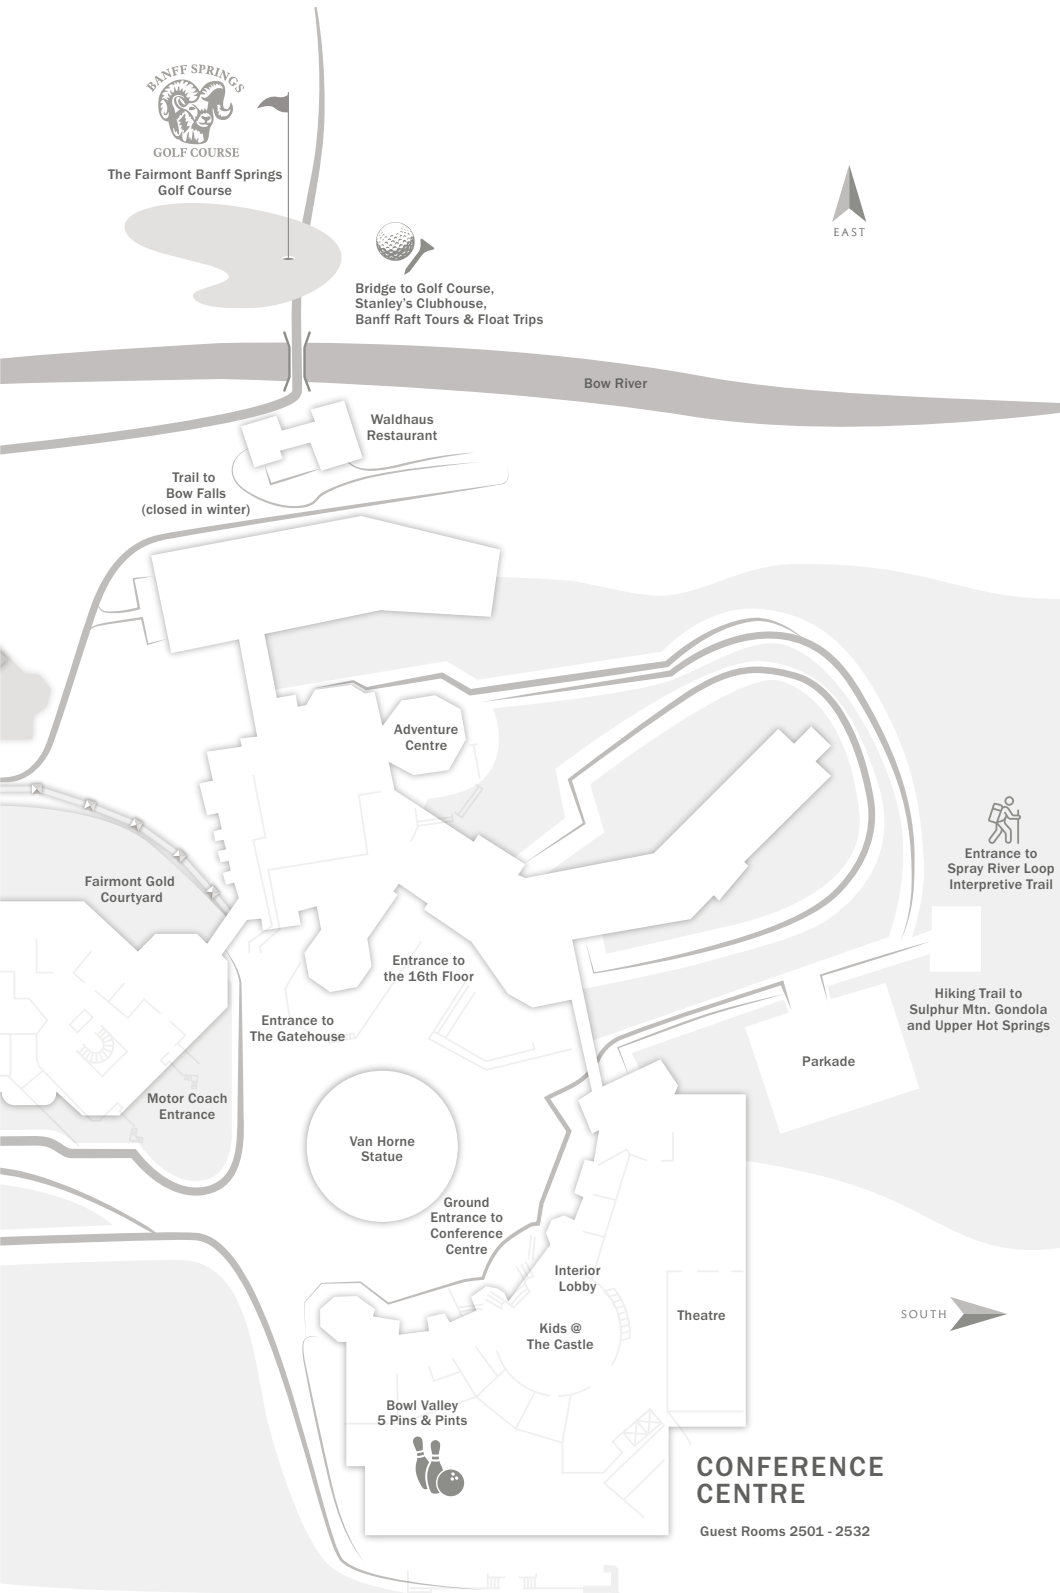 BANFF SPRINGS
GOLF COURSE
The Fairmont Banff Springs
Golf Course
EAST
Bridge to Golf Course,
Stanley's Clubhouse,
Banff Raft Tours & Float Trips
Bow River
Waldhaus
Restaurant
Trail to
Bow Falls
(closed in winter)
Adventure
Centre
Entrance to
Spray River Loop
Interpretive Trail
Fairmont Gold
Courtyard
Entrance to
the 16th Floor
Hiking Trail to
Sulphur Mtn. Gondola
and Upper Hot Springs
Entrance to
The Gatehouse
Parkade
Motor Coach
Entrance
Van Horne
Statue
Ground
Entrance to
Conference
Centre
Interior
Lobby
Theatre
SOUTH
Kids @
The Castle
Bowl Valley
5 Pins & Pints
CONFERENCE
CENTRE
Guest Rooms 2501 - 2532